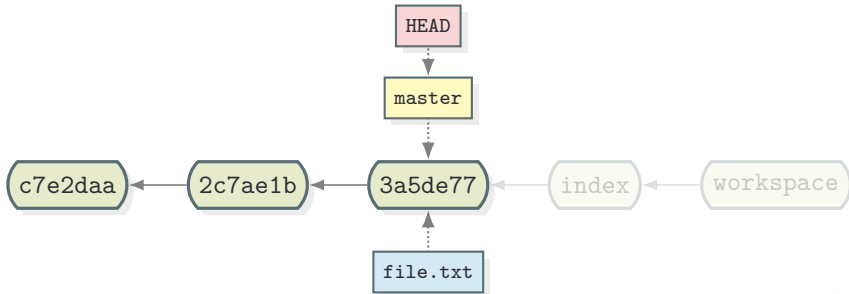 HEAD
master
c7e2daa
2c7ae1b
3a5de77
index
workspace
file.txt